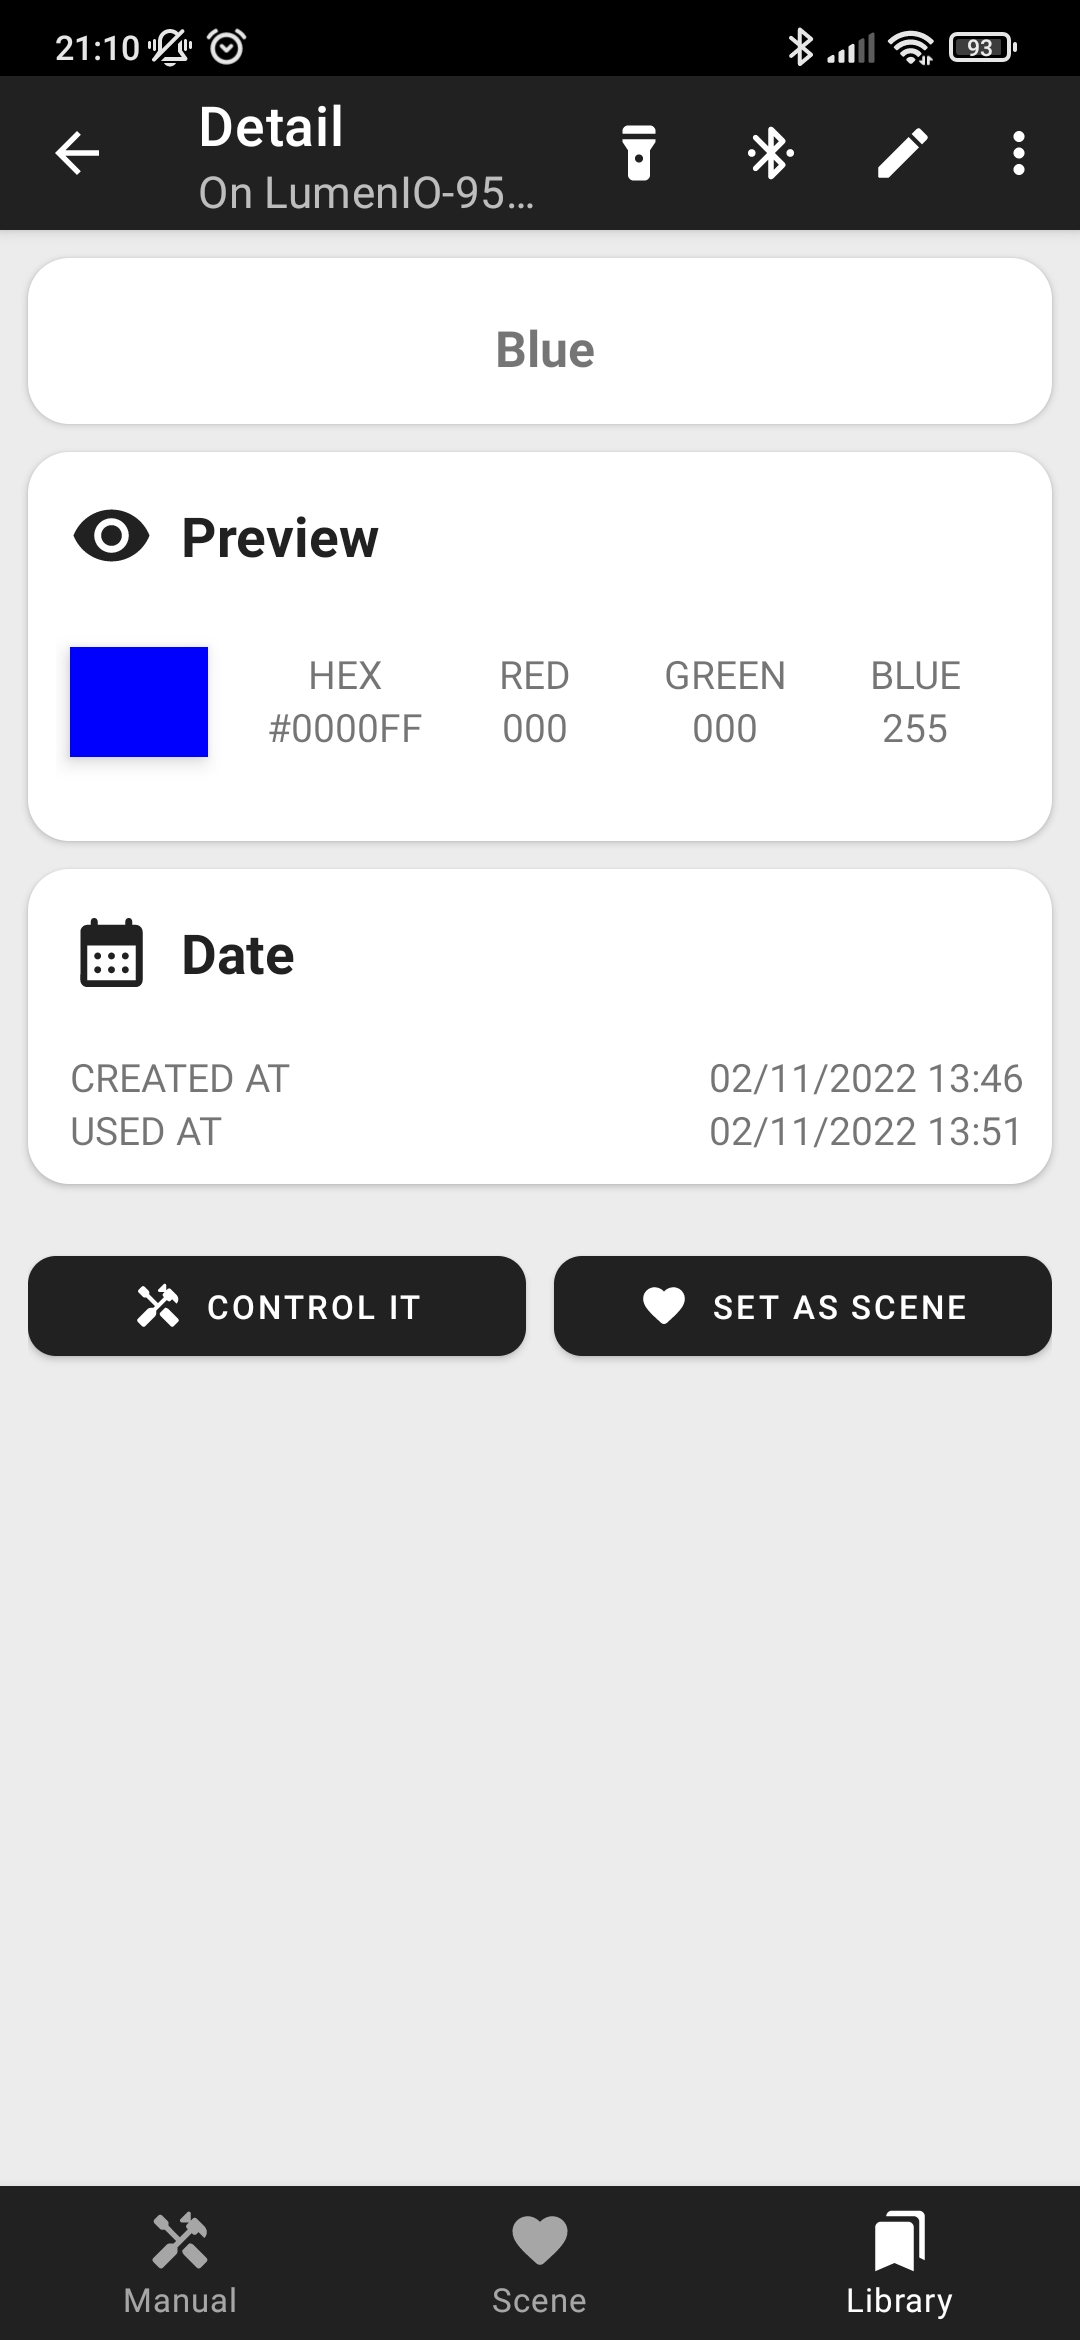 21:10
93
Detail
On LumenIO-95...
Blue
Preview
HEX RED GREEN BLUE
#0000FF 000 000 255
Date
CREATED AT 02/11/2022 13:46
USED AT 02/11/2022 13:51
CONTROL IT SET AS SCENE
Manual Scene Library